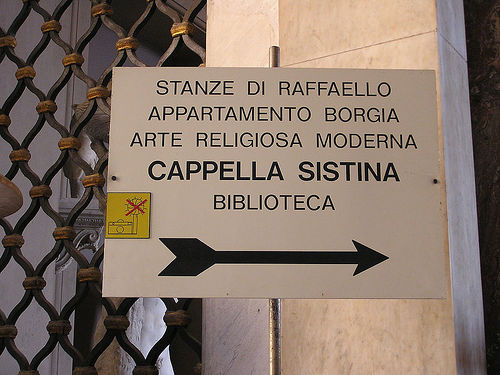 STANZE DI RAFFAELLO
APPARTAMENTO BORGIA
ARTE RELIGIOSA MODERNA
CAPPELLA SISTINA
BIBLIOTECA